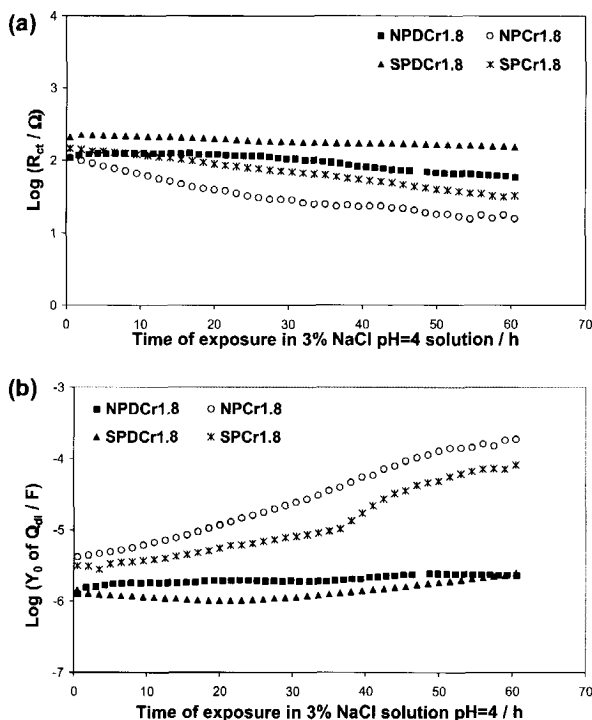 (a)
4
■ NPDCr1.8 ○ NPCr1.8
▲ SPDCr1.8 ✳ SPCr1.8
3
2
1
0
Log (Rct / Ω)
0 10 20 30 40 50 60 70
Time of exposure in 3% NaCl pH=4 solution / h
(b)
-3
■ NPDCr1.8 ○ NPCr1.8
▲ SPDCr1.8 ✳ SPCr1.8
-4
-5
-6
-7
Log (Y0 of Qdl / F)
0 10 20 30 40 50 60 70
Time of exposure in 3% NaCl solution pH=4 / h